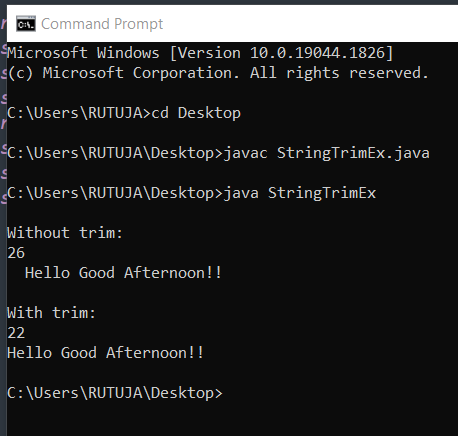 Command Prompt
Microsoft Windows [Version 10.0.19044.1826]
(c) Microsoft Corporation. All rights reserved.
C:\Users\RUTUJA>cd Desktop
C:\Users\RUTUJA\Desktop>javac StringTrimEx.java
C:\Users\RUTUJA\Desktop>java StringTrimEx
Without trim:
26
  Hello Good Afternoon!!
With trim:
22
Hello Good Afternoon!!
C:\Users\RUTUJA\Desktop>